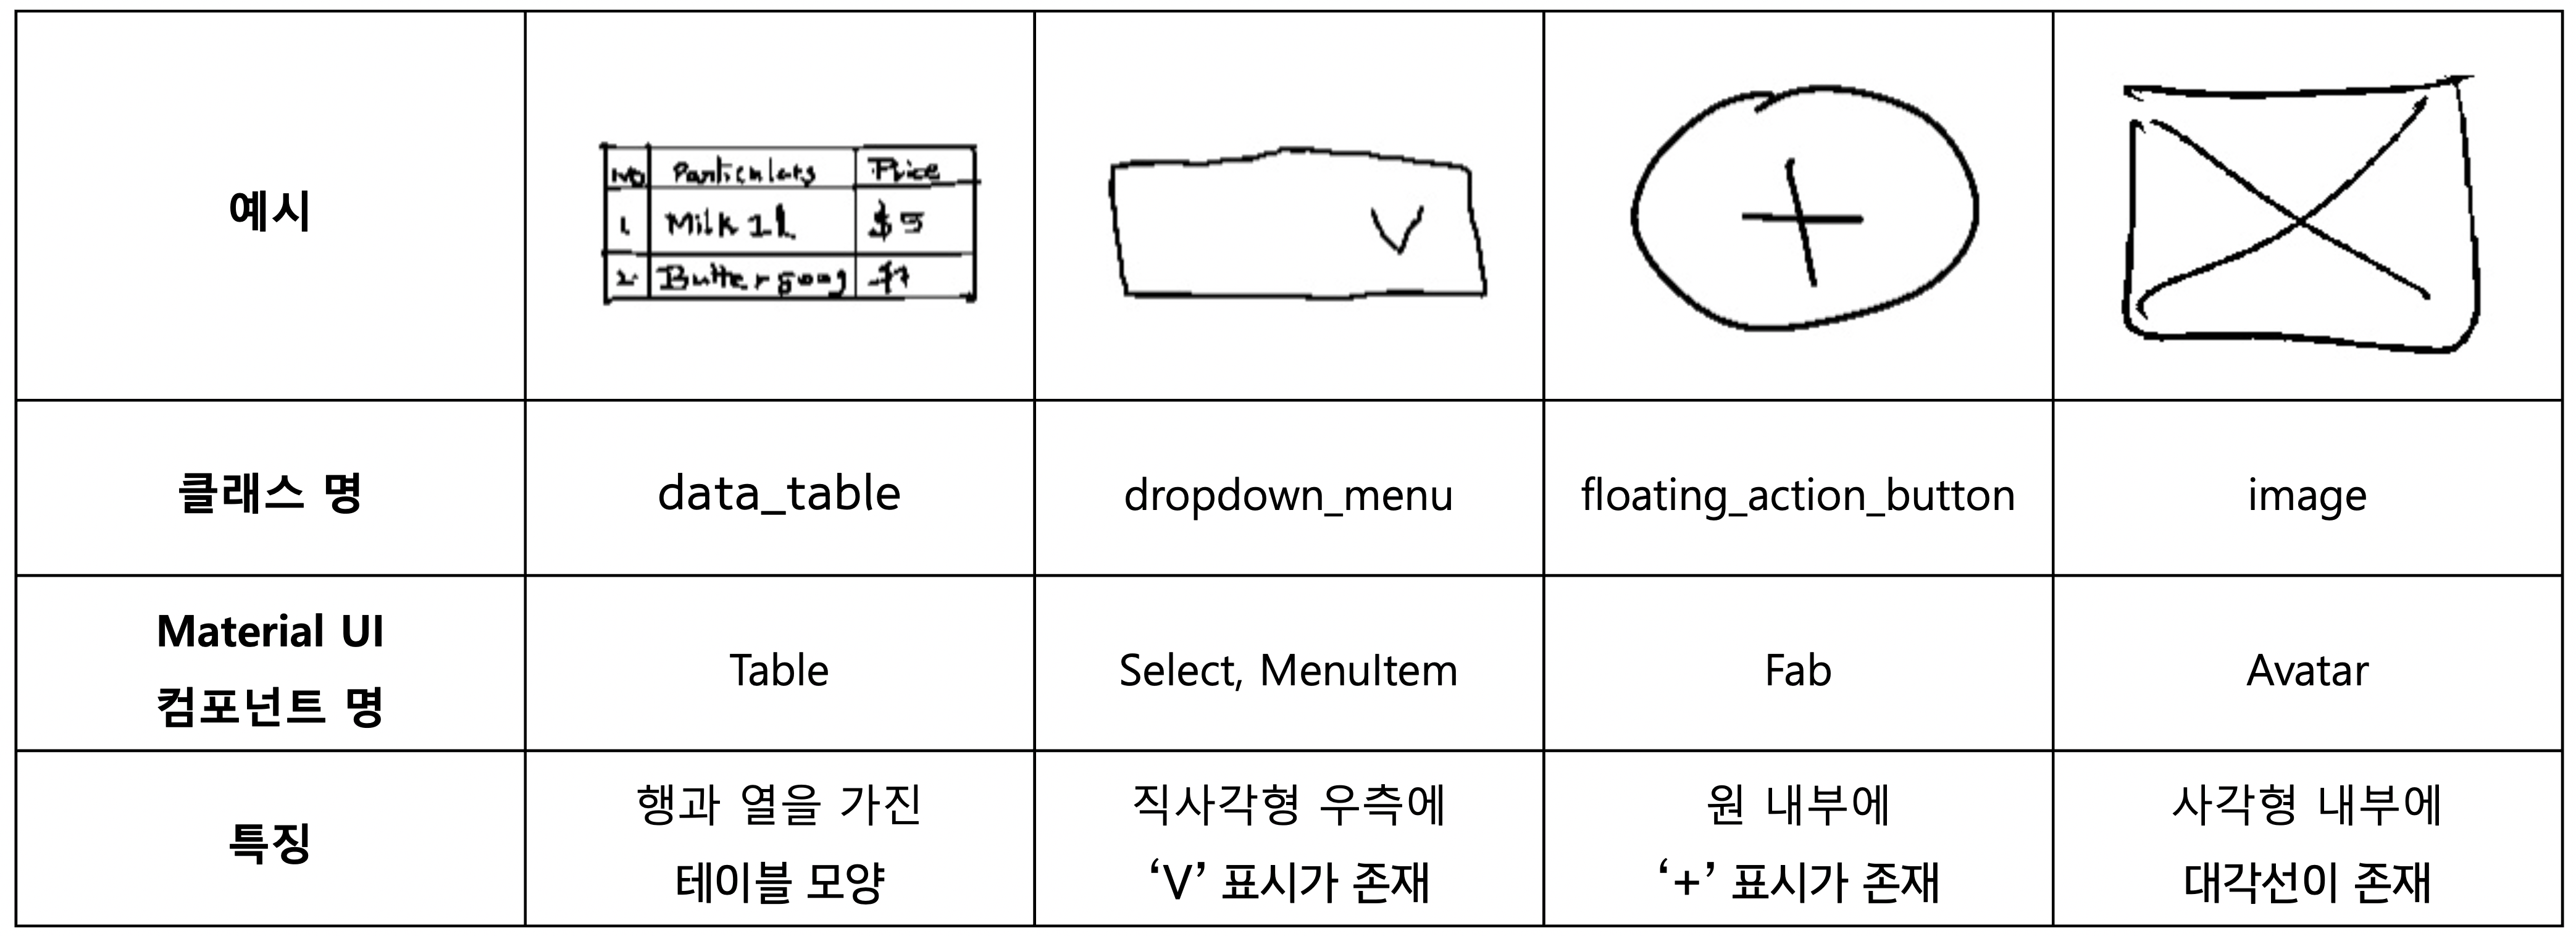 예시
No Particulars Price
1. Milk 1l $5
2 Butter 500g $7
클래스 명 data_table dropdown_menu floating_action_button image
Material UI
컴포넌트 명
Table Select, MenuItem Fab Avatar
특징
행과 열을 가진
테이블 모양
직사각형 우측에
‘V’ 표시가 존재
원 내부에
‘+’ 표시가 존재
사각형 내부에
대각선이 존재